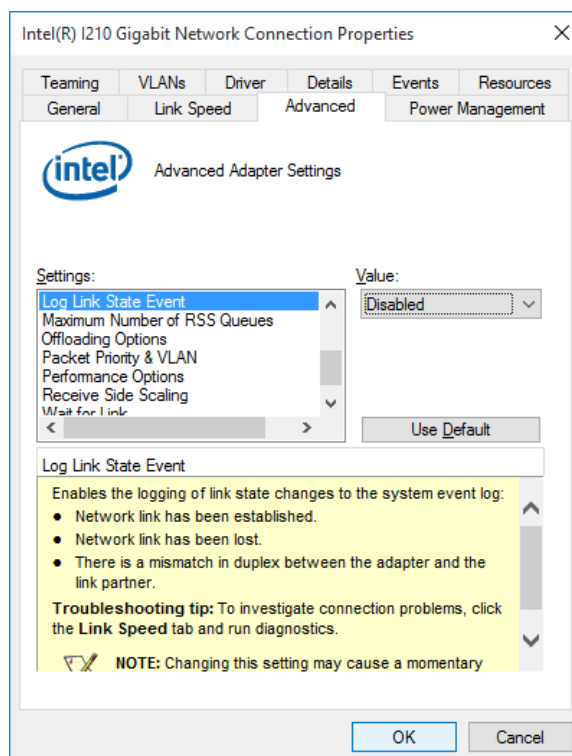 Intel(R) I210 Gigabit Network Connection Properties
Teaming VLANs Driver Details Events Resources
General Link Speed Advanced Power Management
intel Advanced Adapter Settings
Settings: Value:
Log Link State Event Disabled
Maximum Number of RSS Queues
Offloading Options
Packet Priority & VLAN
Performance Options
Receive Side Scaling
Wait for Link
Use Default
Log Link State Event
Enables the logging of link state changes to the system event log:
● Network link has been established.
● Network link has been lost.
● There is a mismatch in duplex between the adapter and the
link partner.
Troubleshooting tip: To investigate connection problems, click
the Link Speed tab and run diagnostics.
NOTE: Changing this setting may cause a momentary
OK Cancel